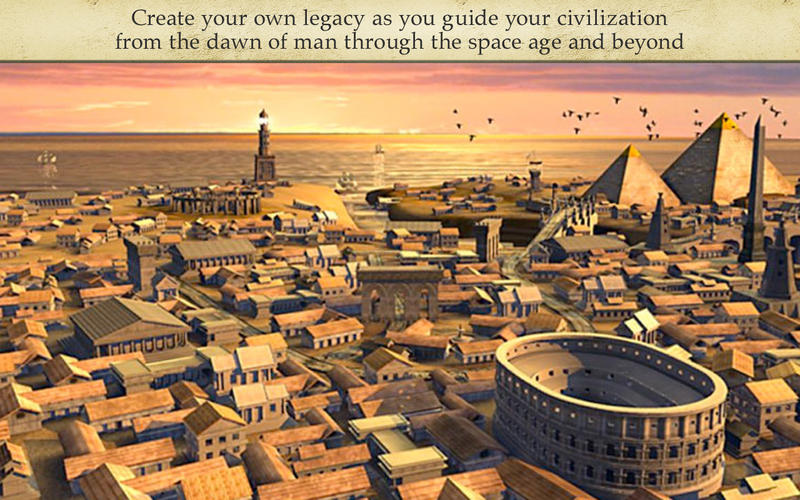 Create your own legacy as you guide your civilization
from the dawn of man through the space age and beyond